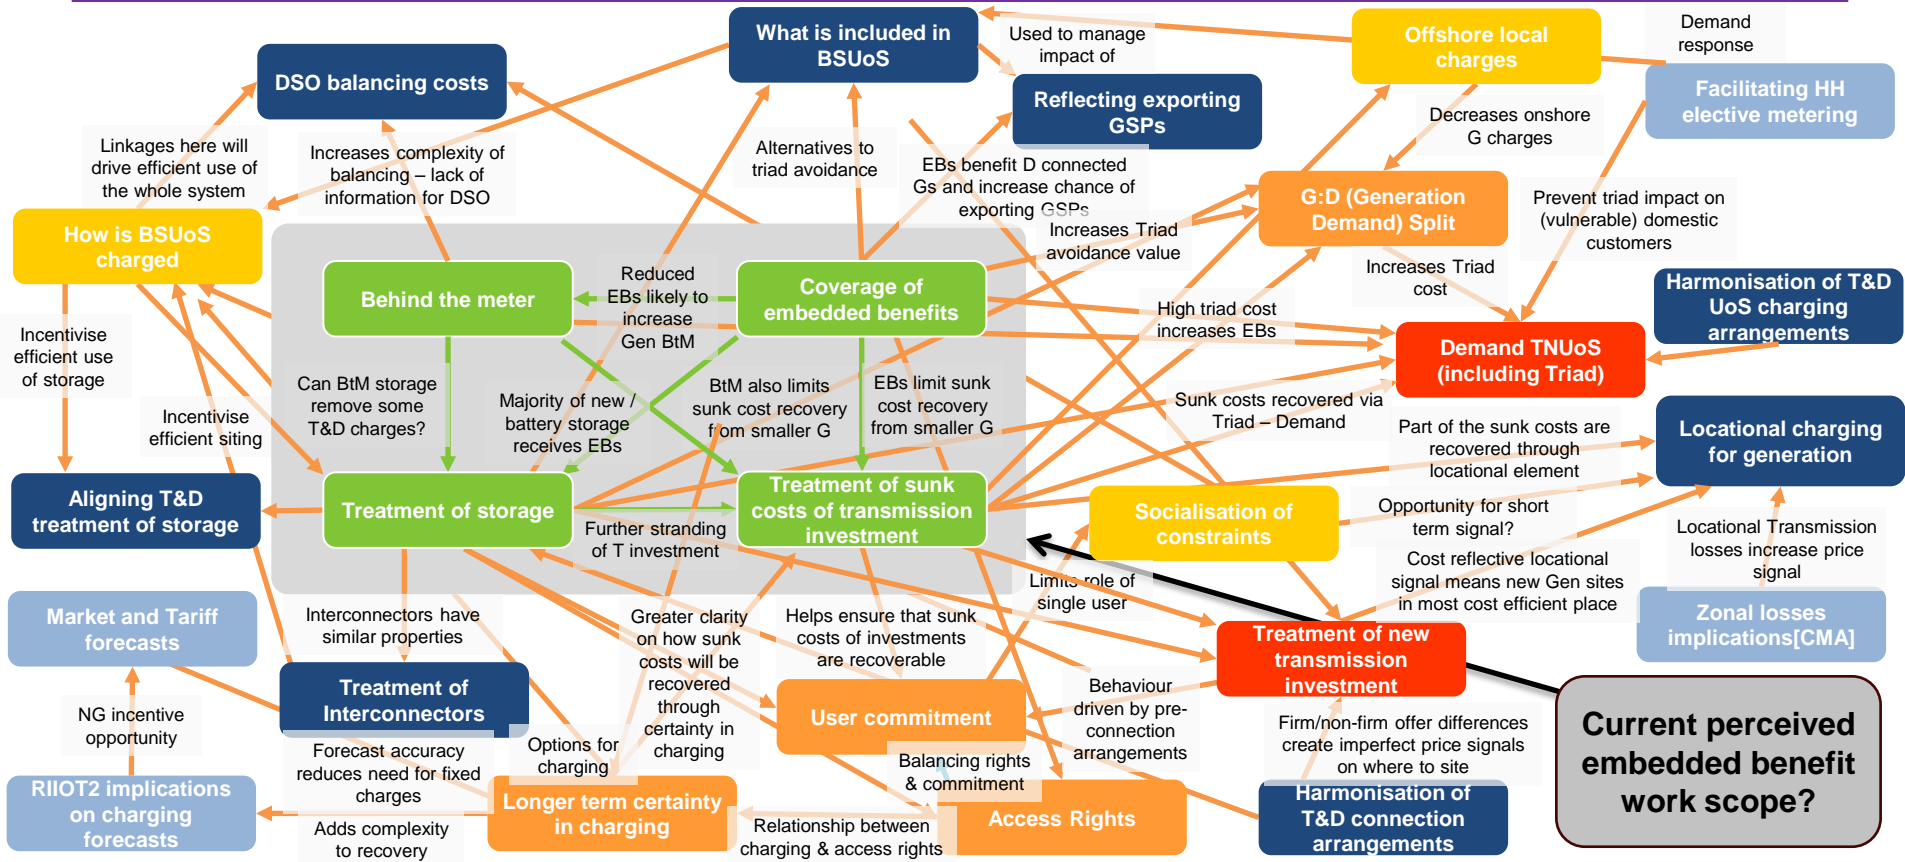 What is included in
BSUoS
Used to manage
impact of
Offshore local
charges
Demand
response
DSO balancing costs
Reflecting exporting
GSPs
Facilitating HH
elective metering
Linkages here will
drive efficient use of
the whole system
Increases complexity of
balancing – lack of
information for DSO
Alternatives to
triad avoidance
EBs benefit D connected
Gs and increase chance of
exporting GSPs
Decreases onshore
G charges
How is BSUoS
charged
Increases Triad
avoidance value
G:D (Generation
Demand) Split
Prevent triad impact on
(vulnerable) domestic
customers
Behind the meter
Reduced
EBs likely to
increase
Gen BtM
Coverage of
embedded benefits
Increases Triad
cost
Harmonisation of T&D
UoS charging
arrangements
High triad cost
increases EBs
Incentivise
efficient use
of storage
Demand TNUoS
(including Triad)
Can BtM storage
remove some
T&D charges?
Majority of new /
battery storage
receives EBs
BtM also limits
sunk cost recovery
from smaller G
EBs limit sunk
cost recovery
from smaller G
Sunk costs recovered via
Triad – Demand
Incentivise
efficient siting
Part of the sunk costs are
recovered through
locational element
Locational charging
for generation
Aligning T&D
treatment of storage
Treatment of storage
Treatment of sunk
costs of transmission
investment
Further stranding
of T investment
Socialisation of
constraints
Opportunity for short
term signal?
Locational Transmission
losses increase price
signal
Cost reflective locational
signal means new Gen sites
in most cost efficient place
Limits role of
single user
Market and Tariff
forecasts
Interconnectors have
similar properties
Greater clarity
on how sunk
costs will be
recovered
through
certainty in
charging
Helps ensure that sunk
costs of investments
are recoverable
Treatment of new
transmission
investment
Zonal losses
implications[CMA]
Treatment of
Interconnectors
NG incentive
opportunity
User commitment
Behaviour
driven by pre-
connection
arrangements
Firm/non-firm offer differences
create imperfect price signals
on where to site
Current perceived
embedded benefit
work scope?
Forecast accuracy
reduces need for fixed
charges
Options for
charging
Balancing rights
& commitment
RIIOT2 implications
on charging
forecasts
Longer term certainty
in charging
Access Rights
Harmonisation of
T&D connection
arrangements
Adds complexity
to recovery
Relationship between
charging & access rights